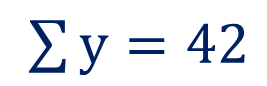 ∑ y = 42